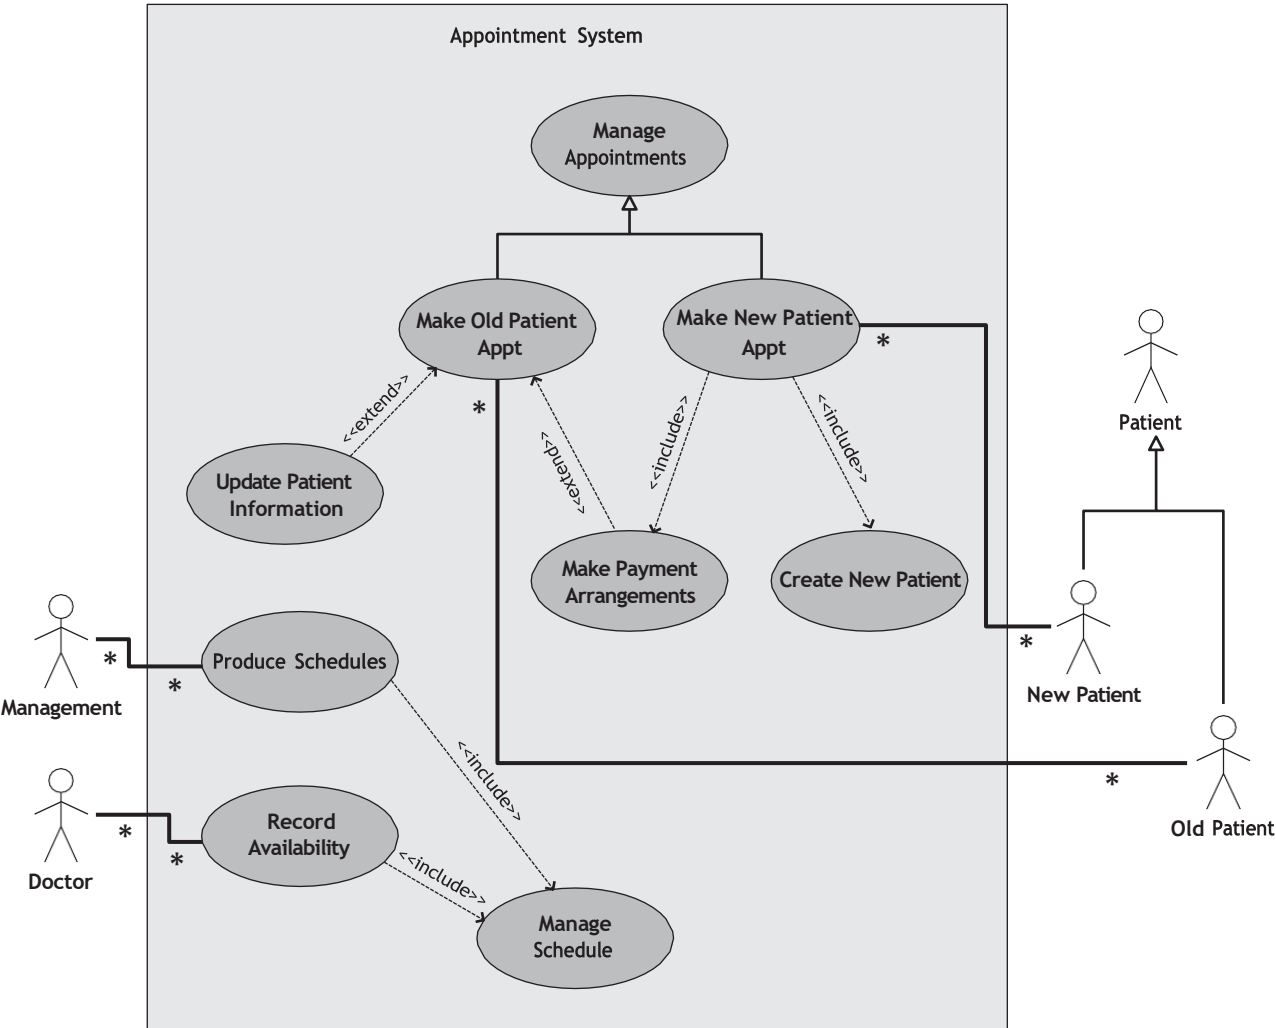 Appointment System
Manage
Appointments
Make Old Patient
Appt
Make New Patient
Appt
*
*
<<extend>>
<<extend>>
<<include>>
<<include>>
Patient
Update Patient
Information
Make Payment
Arrangements
Create New Patient
*
New Patient
Management
*
*
Produce Schedules
<<include>>
*
Old Patient
Doctor
*
*
Record
Availability
<<include>>
Manage
Schedule